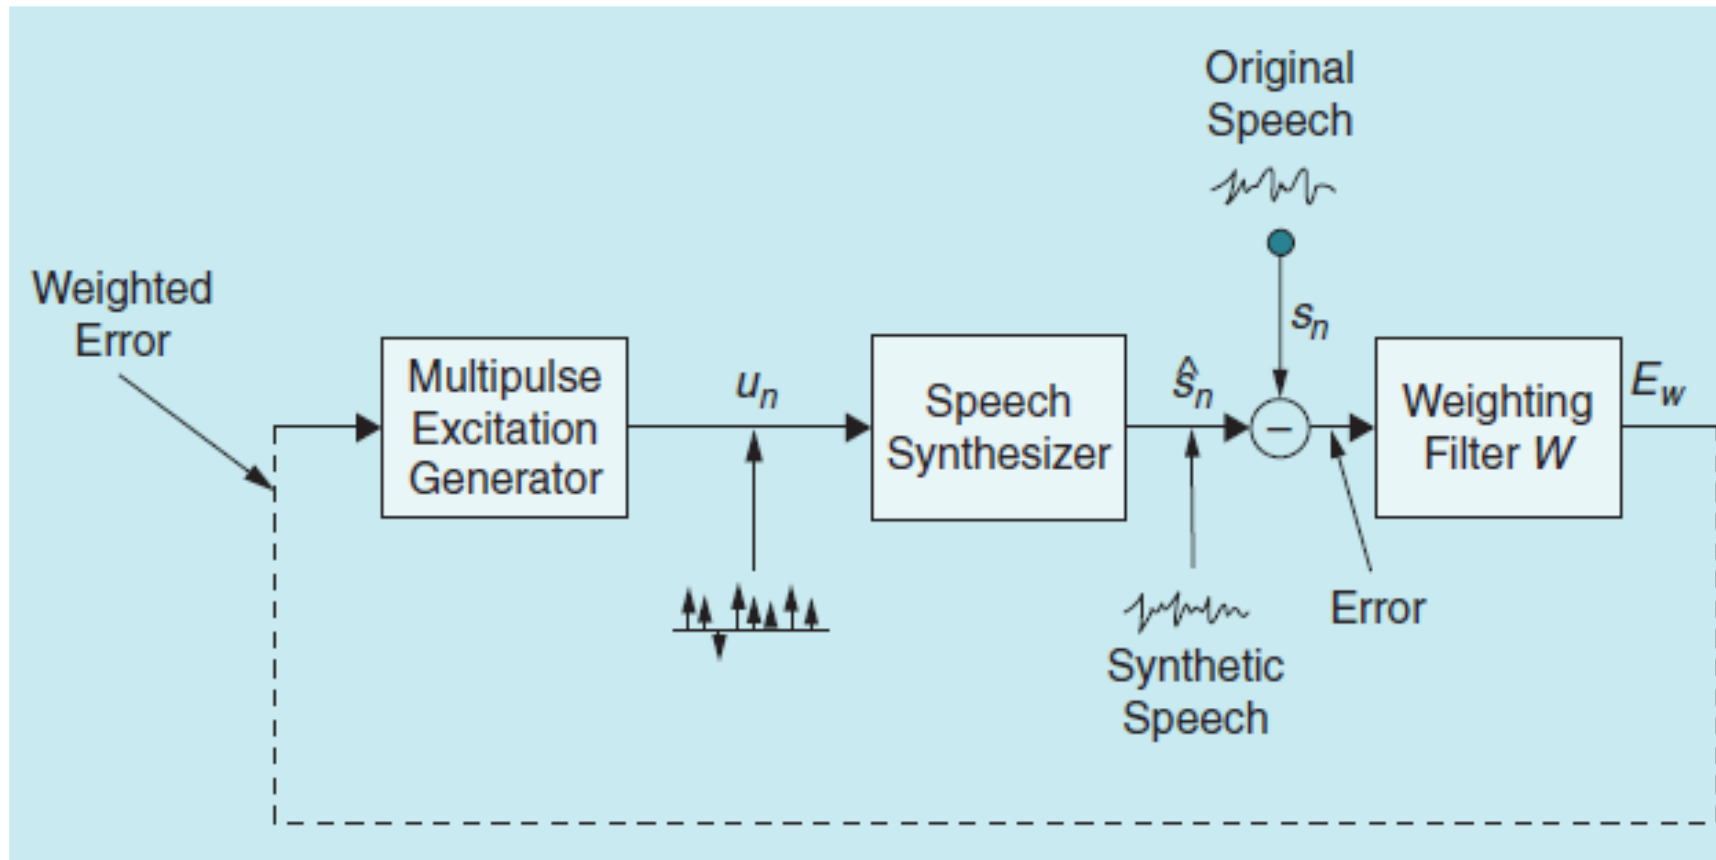 Original
Speech
Weighted
Error
sₙ
Multipulse
Excitation
Generator
uₙ
Speech
Synthesizer
ŝₙ
−
Weighting
Filter W
E_w
Error
Synthetic
Speech